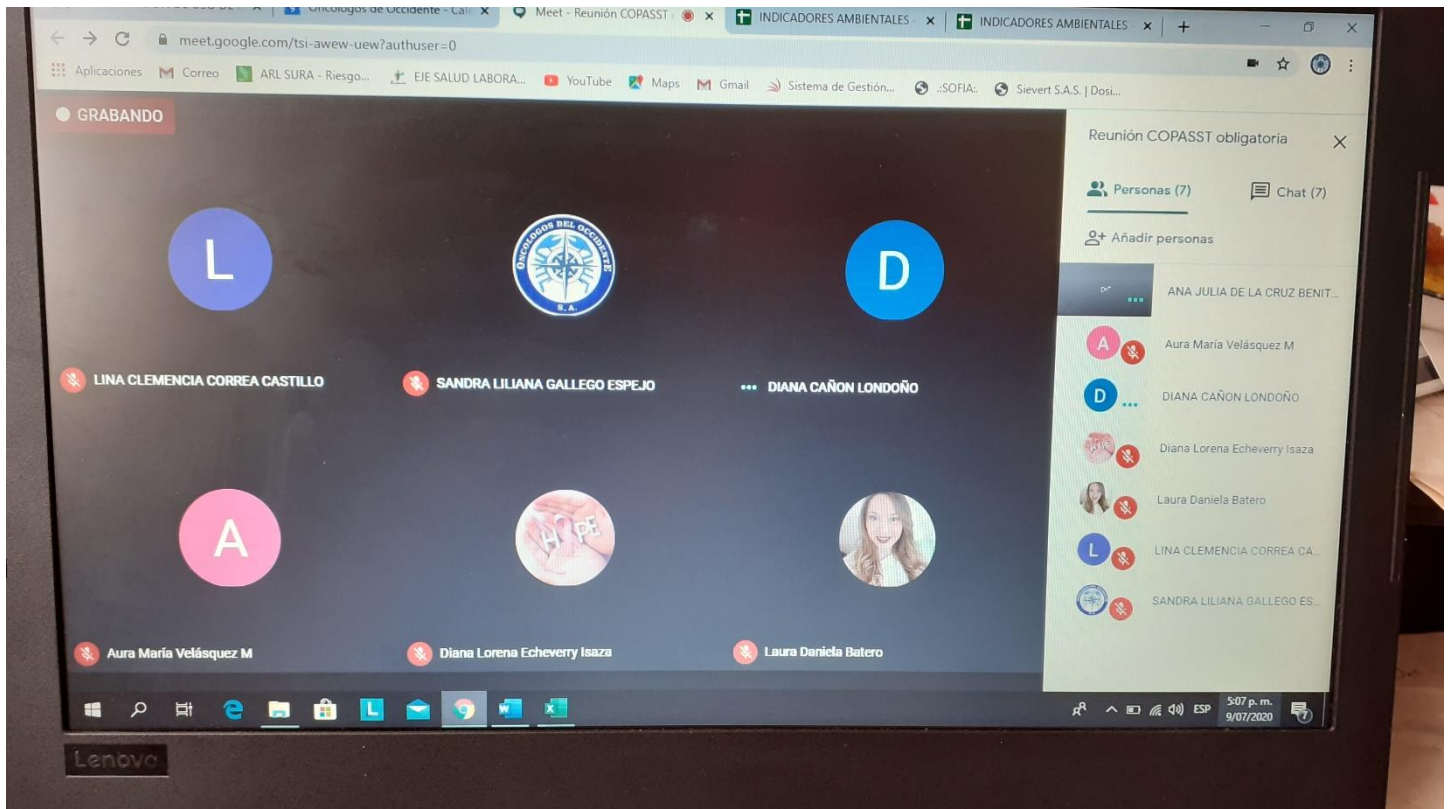 Oncólogos de Occidente - Cal
Meet - Reunión COPASST
INDICADORES AMBIENTALES -
INDICADORES AMBIENTALES
meet.google.com/tsi-awew-uew?authuser=0
Aplicaciones
Correo
ARL SURA - Riesgo...
EJE SALUD LABORA...
YouTube
Maps
Gmail
Sistema de Gestión...
.:SOFIA:.
Sievert S.A.S. | Dosi...
GRABANDO
Reunión COPASST obligatoria
Personas (7)
Chat (7)
Añadir personas
L
ONCOLOGOS DEL OCCIDENTE
S.A.
D
LINA CLEMENCIA CORREA CASTILLO
SANDRA LILIANA GALLEGO ESPEJO
DIANA CAÑON LONDOÑO
A
HOPE
Aura María Velásquez M
Diana Lorena Echeverry Isaza
Laura Daniela Batero
ANA JULIA DE LA CRUZ BENIT...
A
Aura María Velásquez M
D
DIANA CAÑON LONDOÑO
Diana Lorena Echeverry Isaza
Laura Daniela Batero
L
LINA CLEMENCIA CORREA CA...
SANDRA LILIANA GALLEGO ES...
L
ESP
5:07 p. m.
9/07/2020
Lenovo